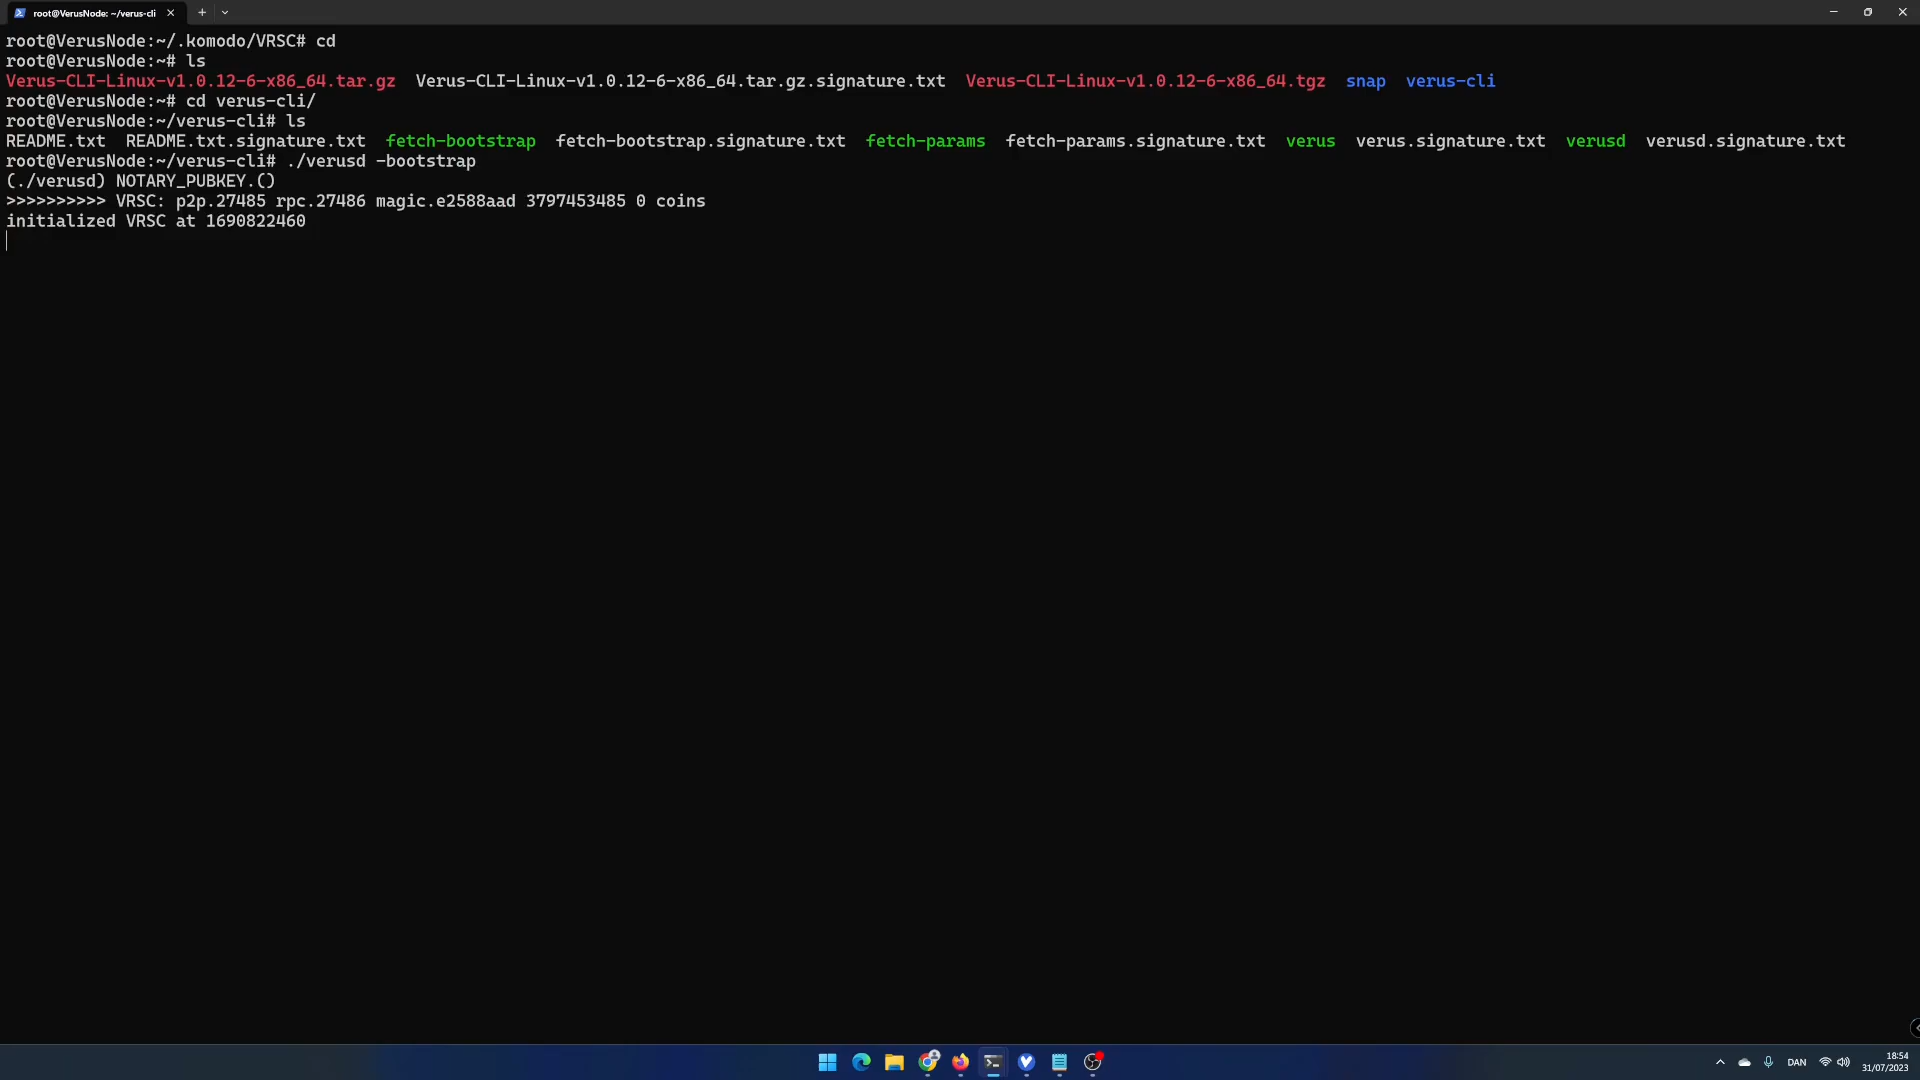 root@VerusNode: ~/verus-cli
root@VerusNode:~/.komodo/VRSC# cd
root@VerusNode:~# ls
Verus-CLI-Linux-v1.0.12-6-x86_64.tar.gz  Verus-CLI-Linux-v1.0.12-6-x86_64.tar.gz.signature.txt  Verus-CLI-Linux-v1.0.12-6-x86_64.tgz  snap  verus-cli
root@VerusNode:~# cd verus-cli/
root@VerusNode:~/verus-cli# ls
README.txt  README.txt.signature.txt  fetch-bootstrap  fetch-bootstrap.signature.txt  fetch-params  fetch-params.signature.txt  verus  verus.signature.txt  verusd  verusd.signature.txt
root@VerusNode:~/verus-cli# ./verusd -bootstrap
(./verusd) NOTARY_PUBKEY.()
>>>>>>>>>> VRSC: p2p.27485 rpc.27486 magic.e2588aad 3797453485 0 coins
initialized VRSC at 1690822460
DAN
18:54
31/07/2023